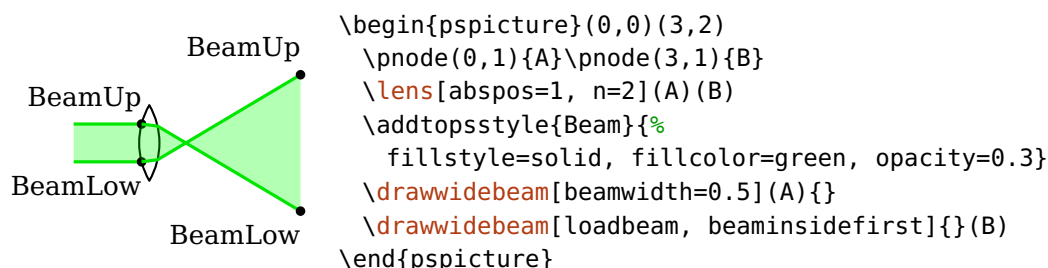 BeamUp
BeamUp
BeamLow
BeamLow
\begin{pspicture}(0,0)(3,2)
\pnode(0,1){A}\pnode(3,1){B}
\lens[abspos=1, n=2](A)(B)
\addtopsstyle{Beam}{%
fillstyle=solid, fillcolor=green, opacity=0.3}
\drawwidebeam[beamwidth=0.5](A){}
\drawwidebeam[loadbeam, beaminsidefirst]{}(B)
\end{pspicture}